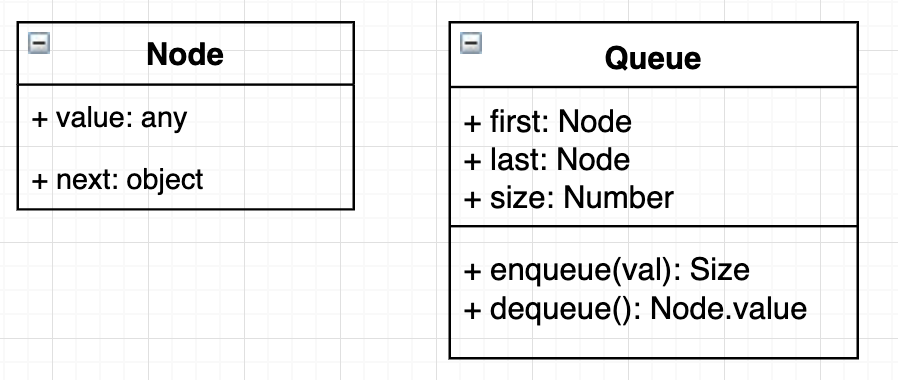 Node
+ value: any
+ next: object
Queue
+ first: Node
+ last: Node
+ size: Number
+ enqueue(val): Size
+ dequeue(): Node.value